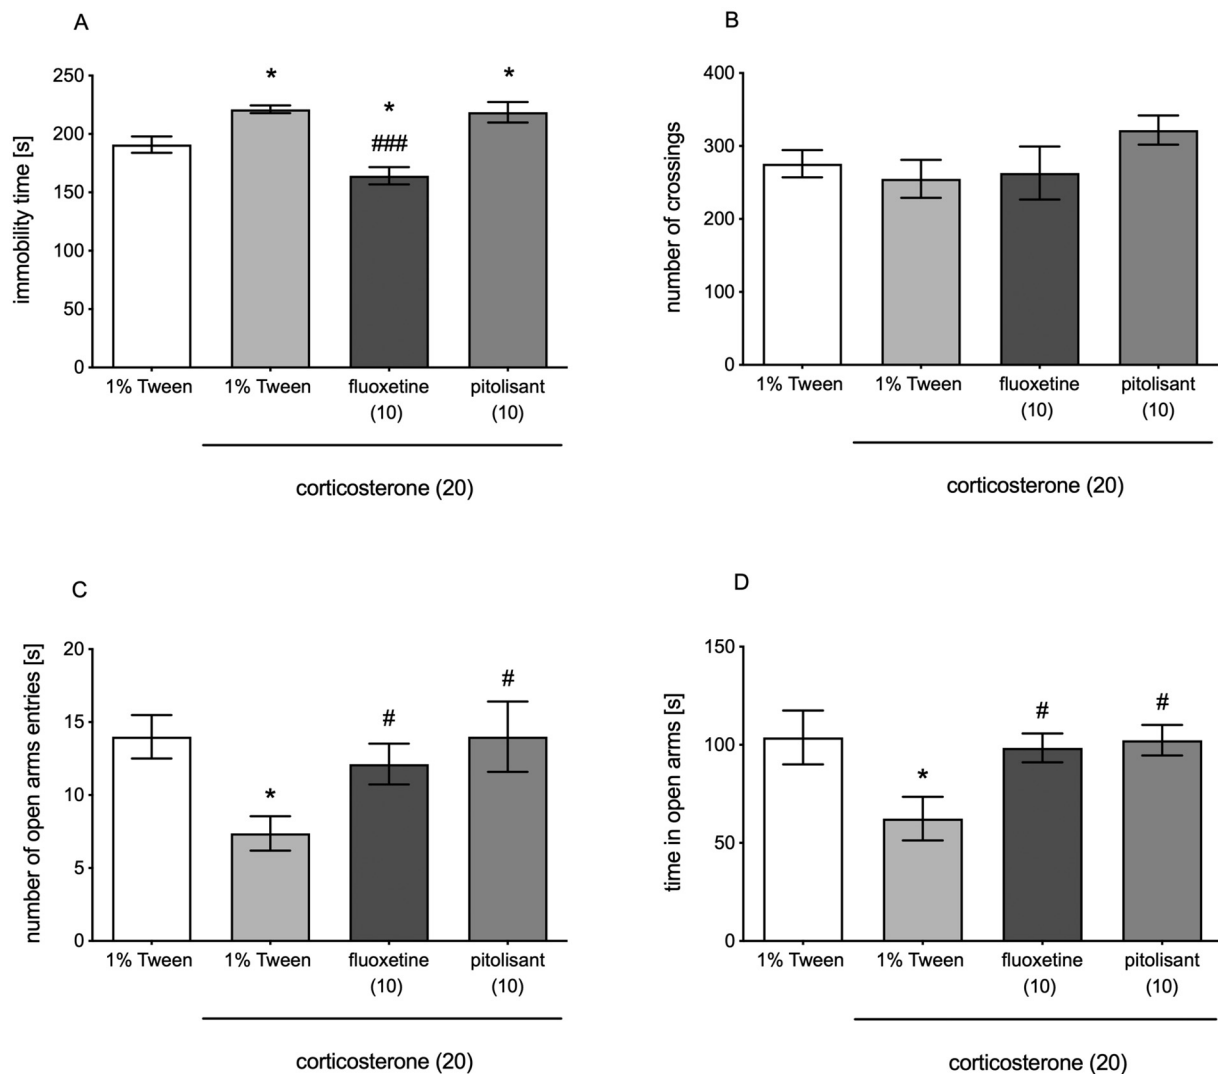 A
immobility time [s]
250
200
150
100
50
0
*
*
###
*
1% Tween
1% Tween
fluoxetine
(10)
pitolisant
(10)
corticosterone (20)
B
number of crossings
400
300
200
100
0
1% Tween
1% Tween
fluoxetine
(10)
pitolisant
(10)
corticosterone (20)
C
number of open arms entries [s]
20
15
10
5
0
*
#
#
1% Tween
1% Tween
fluoxetine
(10)
pitolisant
(10)
corticosterone (20)
D
time in open arms [s]
150
100
50
0
*
#
#
1% Tween
1% Tween
fluoxetine
(10)
pitolisant
(10)
corticosterone (20)